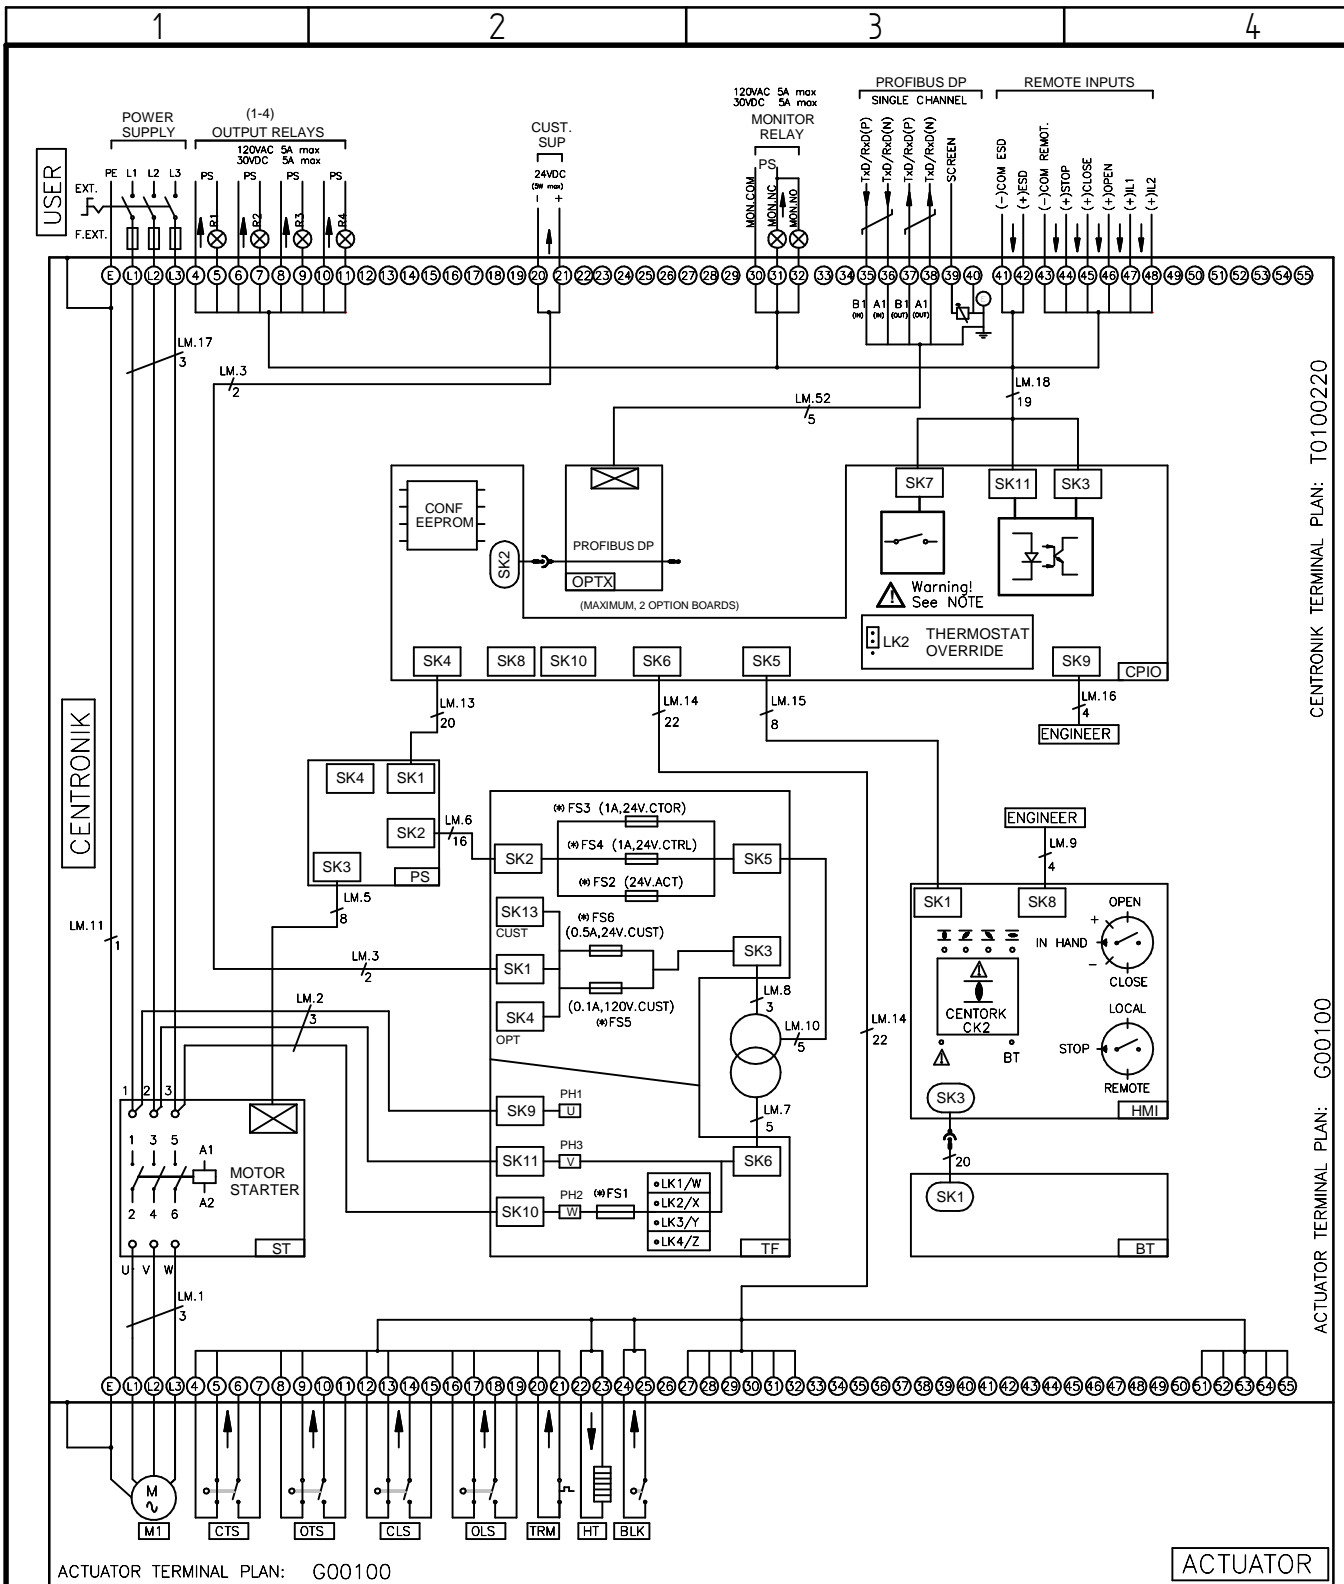 1 2 3 4
USER
POWER
SUPPLY
PE L1 L2 L3
EXT.
F.EXT.
(1-4)
OUTPUT RELAYS
120VAC 5A max
30VDC 5A max
PS PS PS PS
R1 R2 R3 R4
CUST.
SUP
24VDC
(5W max)
- +
120VAC 5A max
30VDC 5A max
MONITOR
RELAY
PS
MON.COM
MON.NC
MON.NO
PROFIBUS DP
SINGLE CHANNEL
TxD/RxD(P)
TxD/RxD(N)
TxD/RxD(P)
TxD/RxD(N)
SCREEN
REMOTE INPUTS
(-)COM ESD
(+)ESD
(-)COM REMOT.
(+)STOP
(+)CLOSE
(+)OPEN
(+)IL1
(+)IL2
E L1 L2 L3 4 5 6 7 8 9 10 11 12 13 14 15 16 17 18 19 20 21 22 23 24 25 26 27 28 29 30 31 32 33 34 35 36 37 38 39 40 41 42 43 44 45 46 47 48 49 50 51 52 53 54 55
B1 A1 B1 A1
(IN) (IN) (OUT) (OUT)
LM.17
3
LM.3
2
LM.52
5
LM.18
19
CENTRONIK TERMINAL PLAN: T0100220
CONF
EEPROM
SK2
PROFIBUS DP
OPTX
(MAXIMUM, 2 OPTION BOARDS)
SK7 SK11 SK3
Warning!
See NOTE
LK2
THERMOSTAT
OVERRIDE
SK4 SK8 SK10 SK6 SK5 SK9
CPIO
LM.13
20
LM.14
22
LM.15
8
LM.16
4
ENGINEER
CENTRONIK
SK4 SK1
SK2
SK3
PS
LM.6
16
LM.5
8
LM.11
1
LM.3
2
LM.2
3
(*)FS3 (1A,24V.CTOR)
(*)FS4 (1A,24V.CTRL)
(*)FS2 (24V.ACT)
SK2 SK5
SK13
CUST
(*)FS6
(0.5A,24V.CUST)
SK1
SK3
SK4
OPT
(0.1A,120V.CUST)
(*)FS5
LM.8
3
LM.10
5
LM.7
5
SK9
PH1
U
SK11
PH3
V
SK6
SK10
PH2
W
(*)FS1
LK1/W
LK2/X
LK3/Y
LK4/Z
TF
LM.14
22
ENGINEER
LM.9
4
SK1 SK8
OPEN
+
IN HAND
-
CLOSE
CENTORK
CK2
BT
LOCAL
STOP
REMOTE
SK3
HMI
20
SK1
BT
ACTUATOR TERMINAL PLAN: G00100
1 2 3
1 3 5
A1
A2
2 4 6
MOTOR
STARTER
ST
U V W
LM.1
3
E L1 L2 L3 4 5 6 7 8 9 10 11 12 13 14 15 16 17 18 19 20 21 22 23 24 25 26 27 28 29 30 31 32 33 34 35 36 37 38 39 40 41 42 43 44 45 46 47 48 49 50 51 52 53 54 55
M
M1 CTS OTS CLS OLS TRM HT BLK
ACTUATOR TERMINAL PLAN: G00100
ACTUATOR